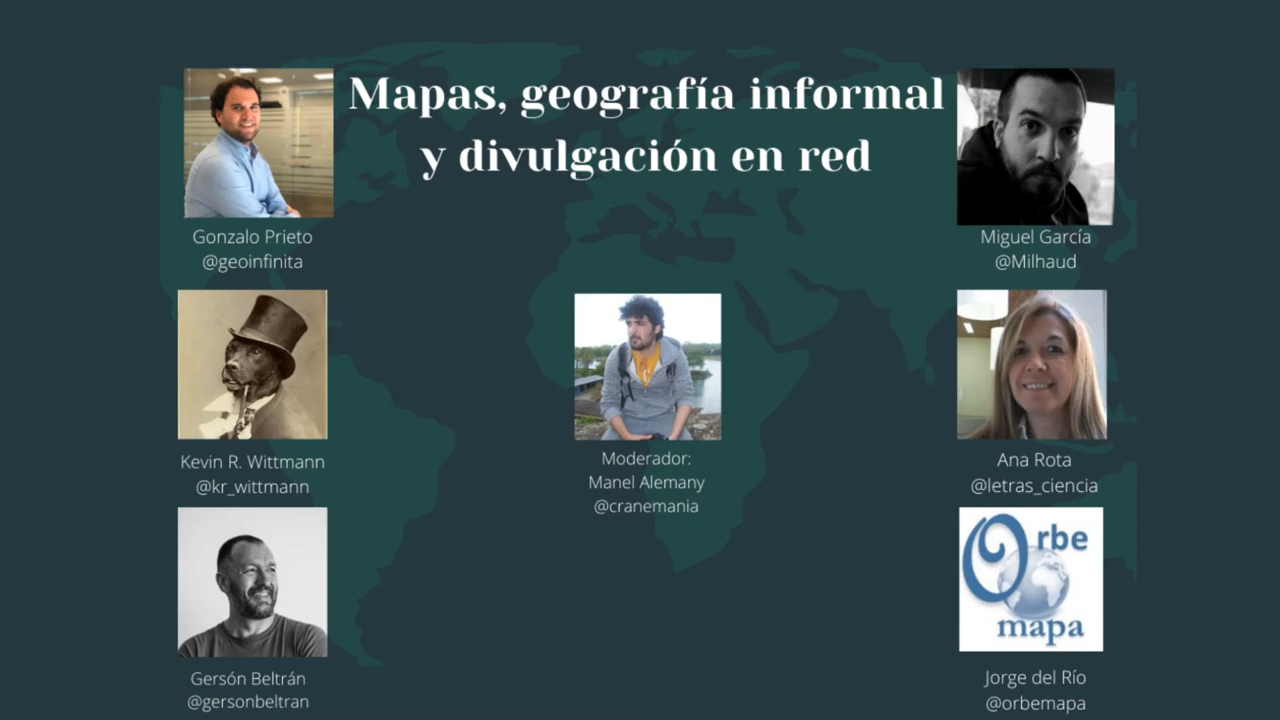 Mapas, geografía informal
y divulgación en red
Gonzalo Prieto
@geoinfinita
Miguel García
@Milhaud
Kevin R. Wittmann
@kr_wittmann
Moderador:
Manel Alemany
@cranemania
Ana Rota
@letras_ciencia
Gersón Beltrán
@gersonbeltran
Orbe
mapa
Jorge del Río
@orbemapa